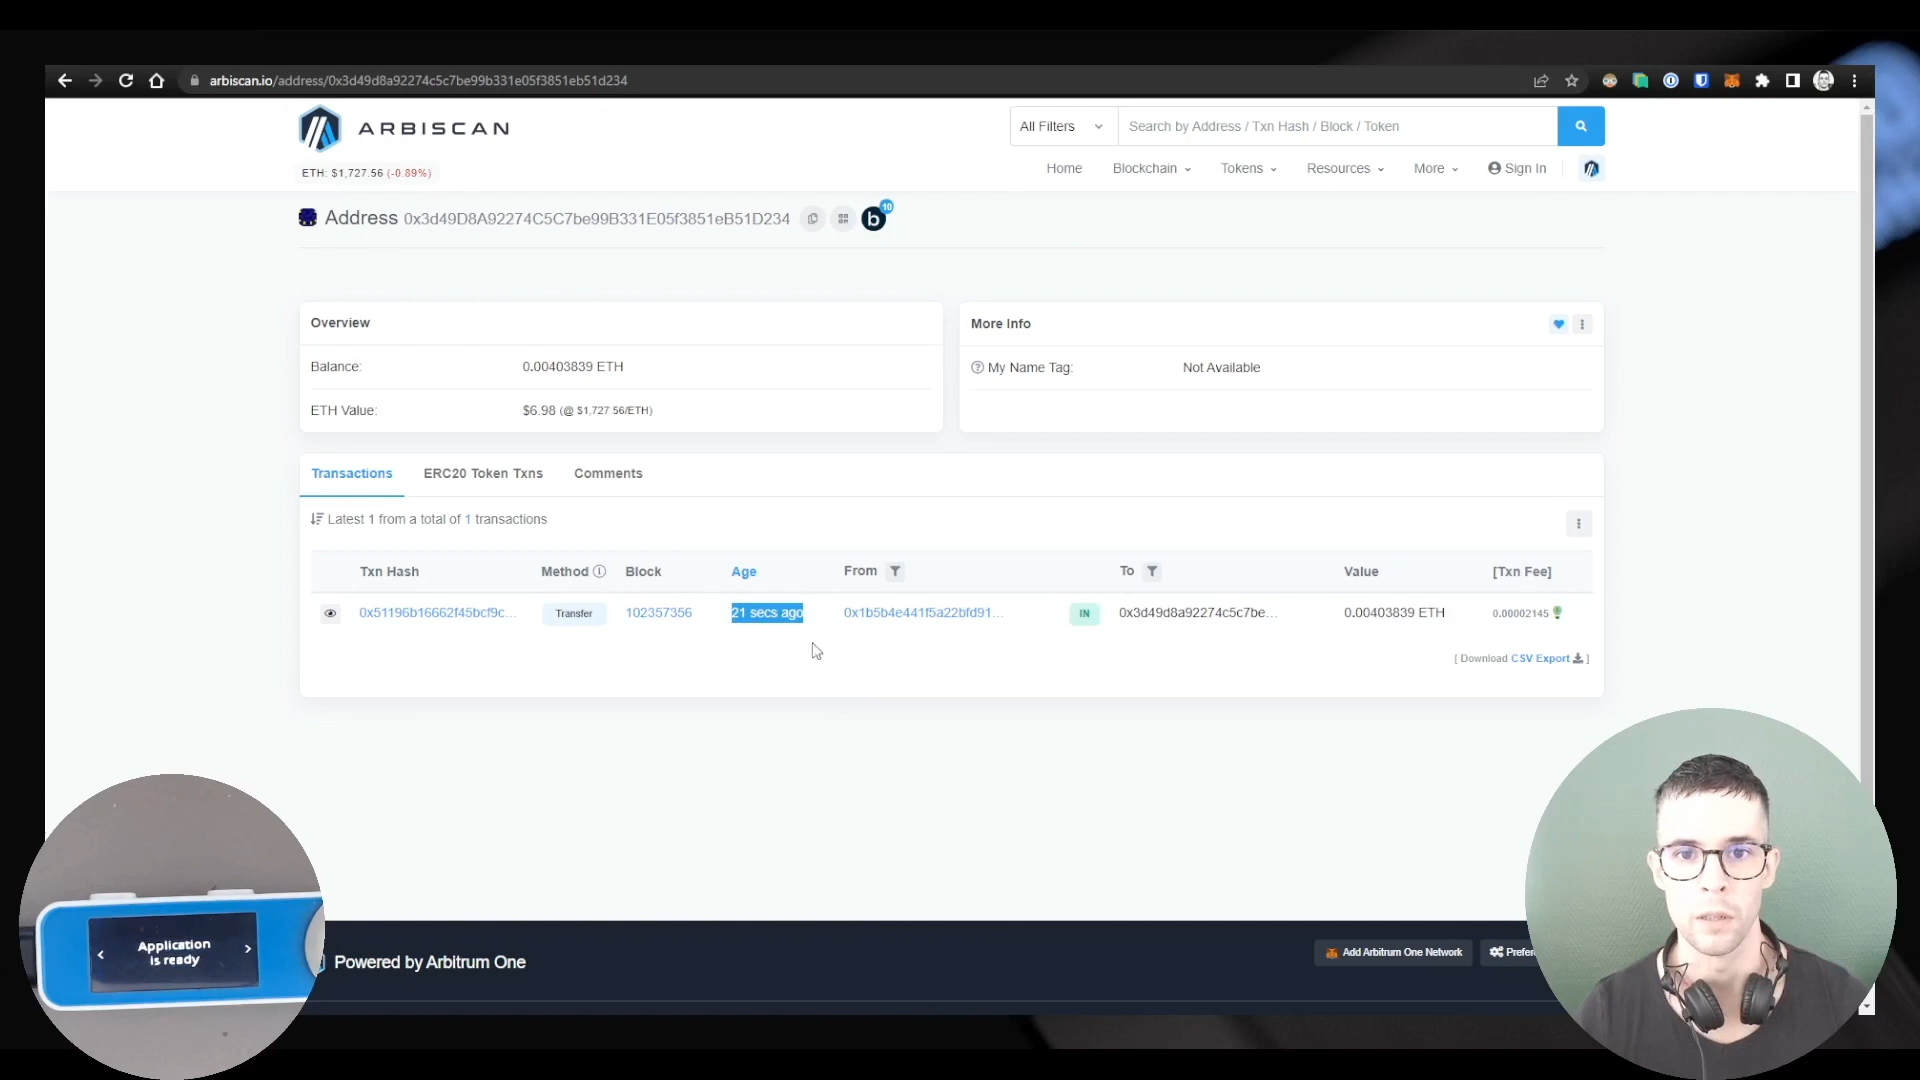 arbiscan.io/address/0x3d49d8a92274c5c7be99b331e05f3851eb51d234
ARBISCAN
All Filters
Search by Address / Txn Hash / Block / Token
ETH: $1,727.56 (-0.89%)
Home
Blockchain
Tokens
Resources
More
Sign In
Address 0x3d49D8A92274C5C7be99B331E05f3851eB51D234
b
10
Overview
Balance:
0.00403839 ETH
ETH Value:
$6.98 (@ $1,727.56/ETH)
More Info
My Name Tag:
Not Available
Transactions
ERC20 Token Txns
Comments
Latest 1 from a total of 1 transactions
Txn Hash
Method
Block
Age
From
To
Value
[Txn Fee]
0x51196b16662f45bcf9c...
Transfer
102357356
21 secs ago
0x1b5b4e441f5a22bfd91...
IN
0x3d49d8a92274c5c7be...
0.00403839 ETH
0.00002145
[ Download CSV Export ]
Application
is ready
Powered by Arbitrum One
Add Arbitrum One Network
Prefer